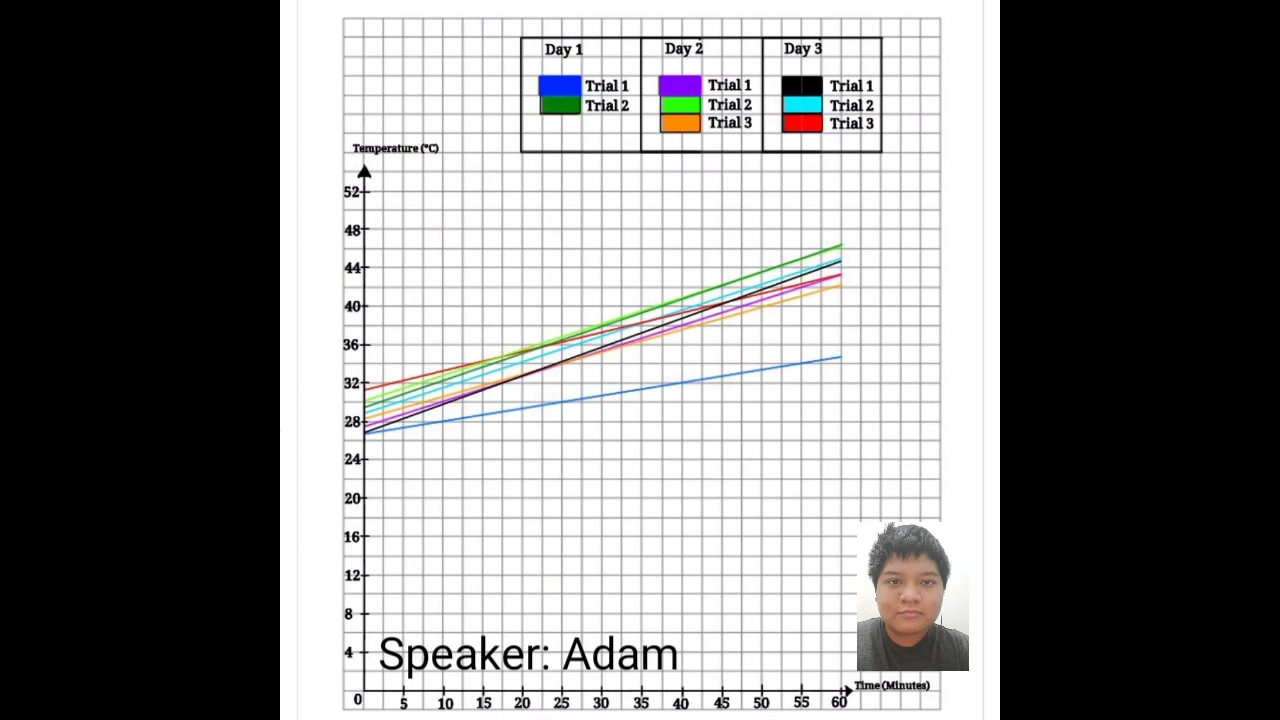 Day 1 Day 2 Day 3
Trial 1 Trial 1 Trial 1
Trial 2 Trial 2 Trial 2
Trial 3 Trial 3
Temperature (°C)
52
48
44
40
36
32
28
24
20
16
12
8
4
Speaker: Adam
Time (Minutes)
0 5 10 15 20 25 30 35 40 45 50 55 60